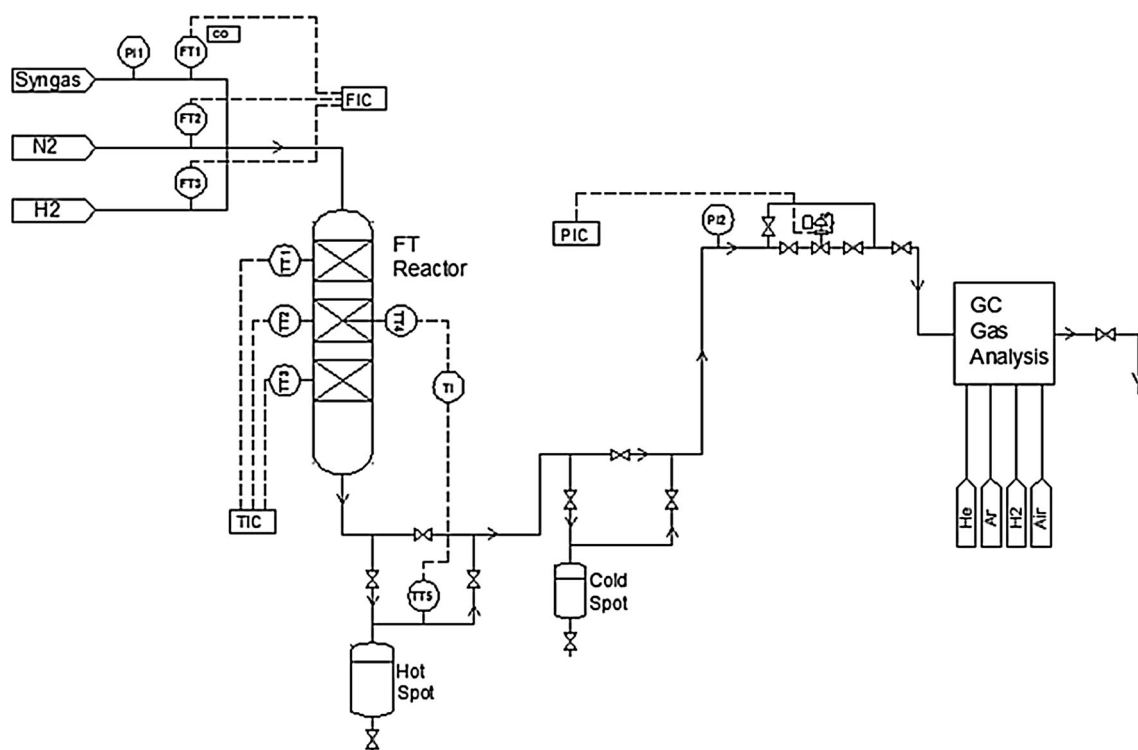 CO
PI1
FT1
Syngas
FIC
FT2
N2
FT3
H2
PI2
PIC
FT
Reactor
TT1
TT2
TT4
TT3
TI
GC
Gas
Analysis
TIC
He
Ar
H2
Air
TT5
Cold
Spot
Hot
Spot